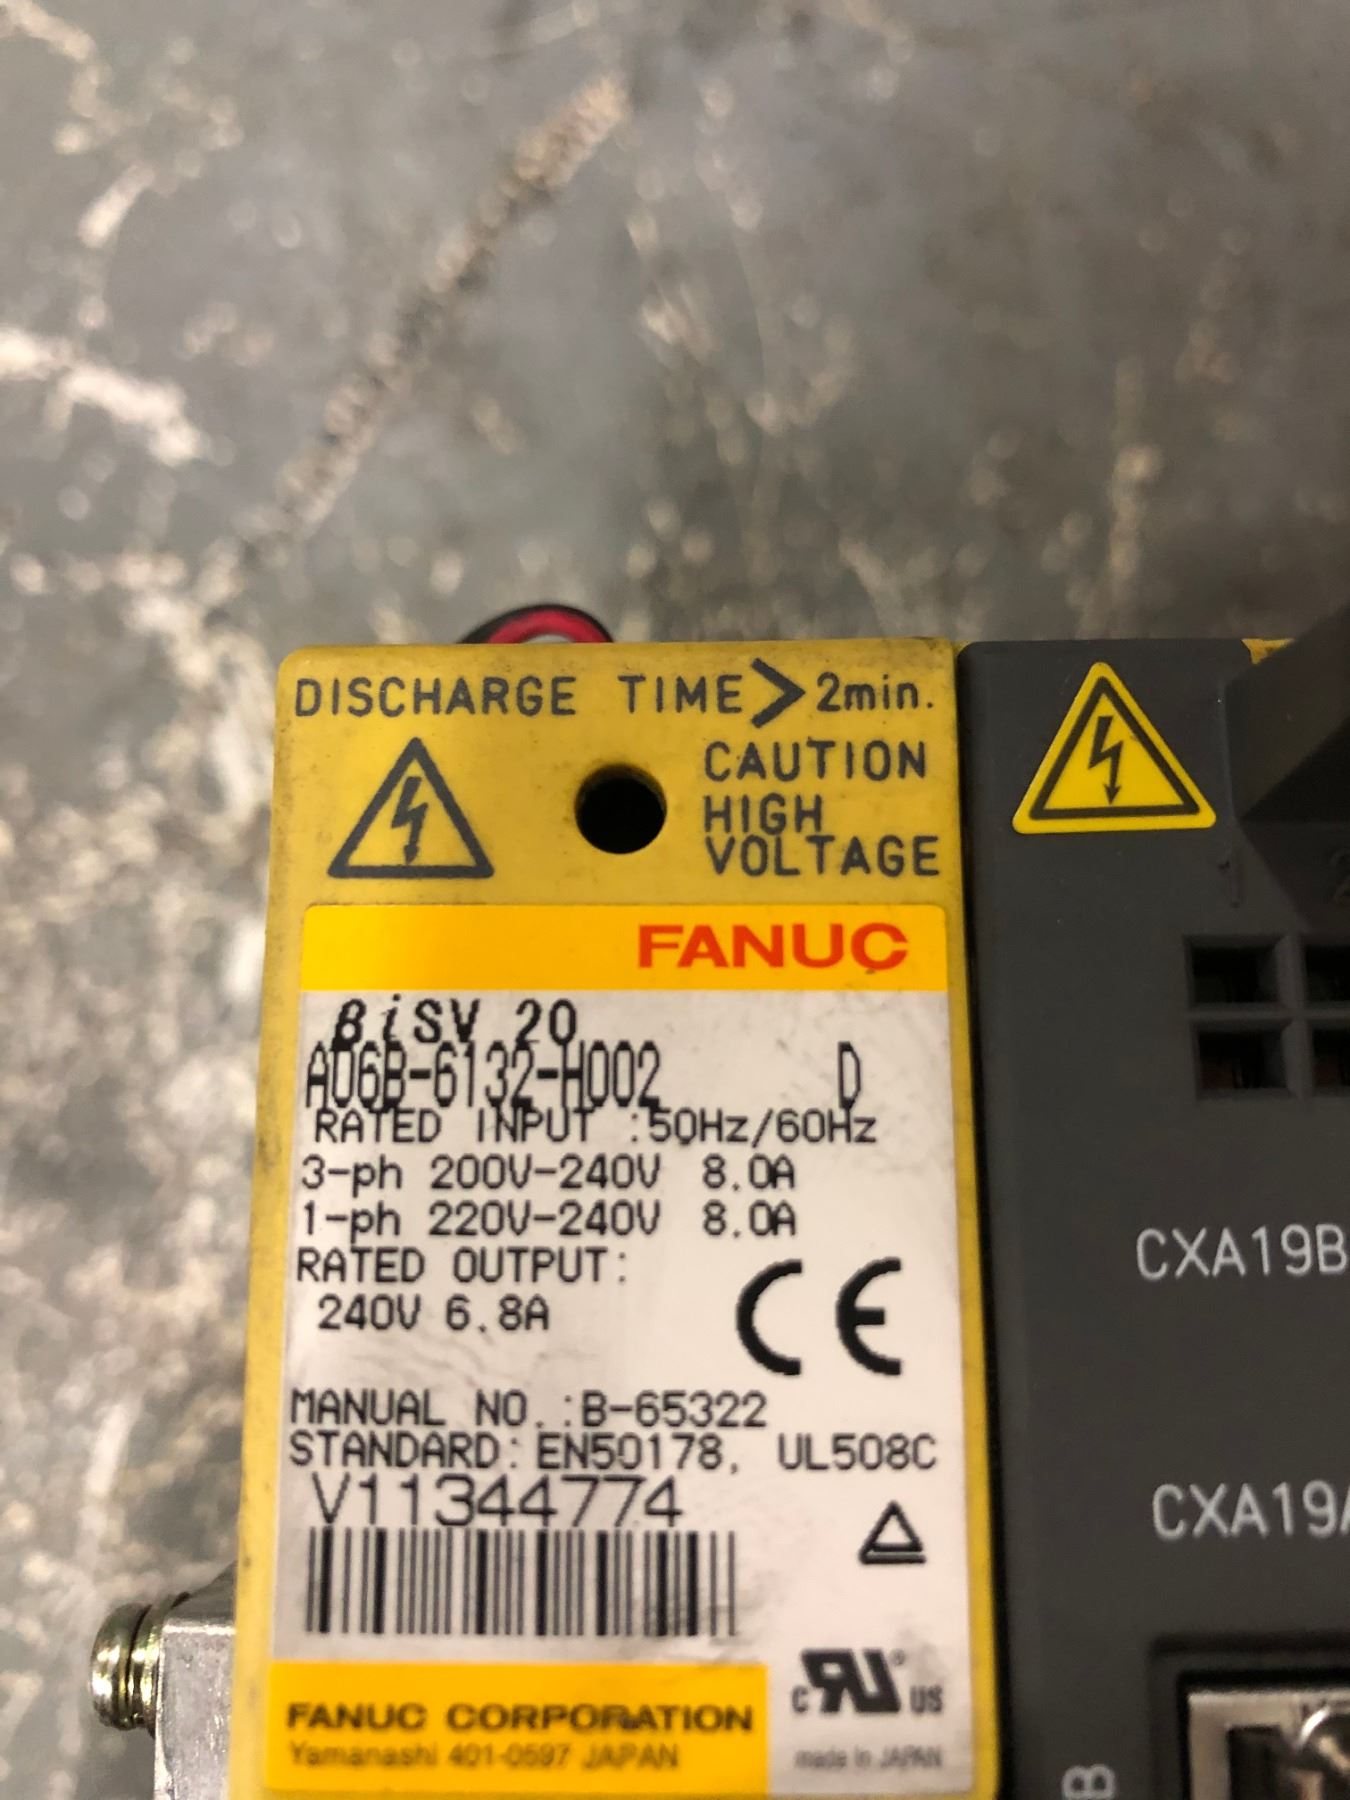 DISCHARGE TIME > 2min.
CAUTION
HIGH
VOLTAGE
FANUC
βiSV 20
A06B-6132-H002 D
RATED INPUT :50Hz/60Hz
3-ph 200V-240V 8.0A
1-ph 220V-240V 8.0A
RATED OUTPUT:
240V 6.8A
CE
MANUAL NO.:B-65322
STANDARD:EN50178, UL508C
V11344774
FANUC CORPORATION
Yamanashi 401-0597 JAPAN
c RU ® US
made in JAPAN
1
CXA19B
CXA19A
B